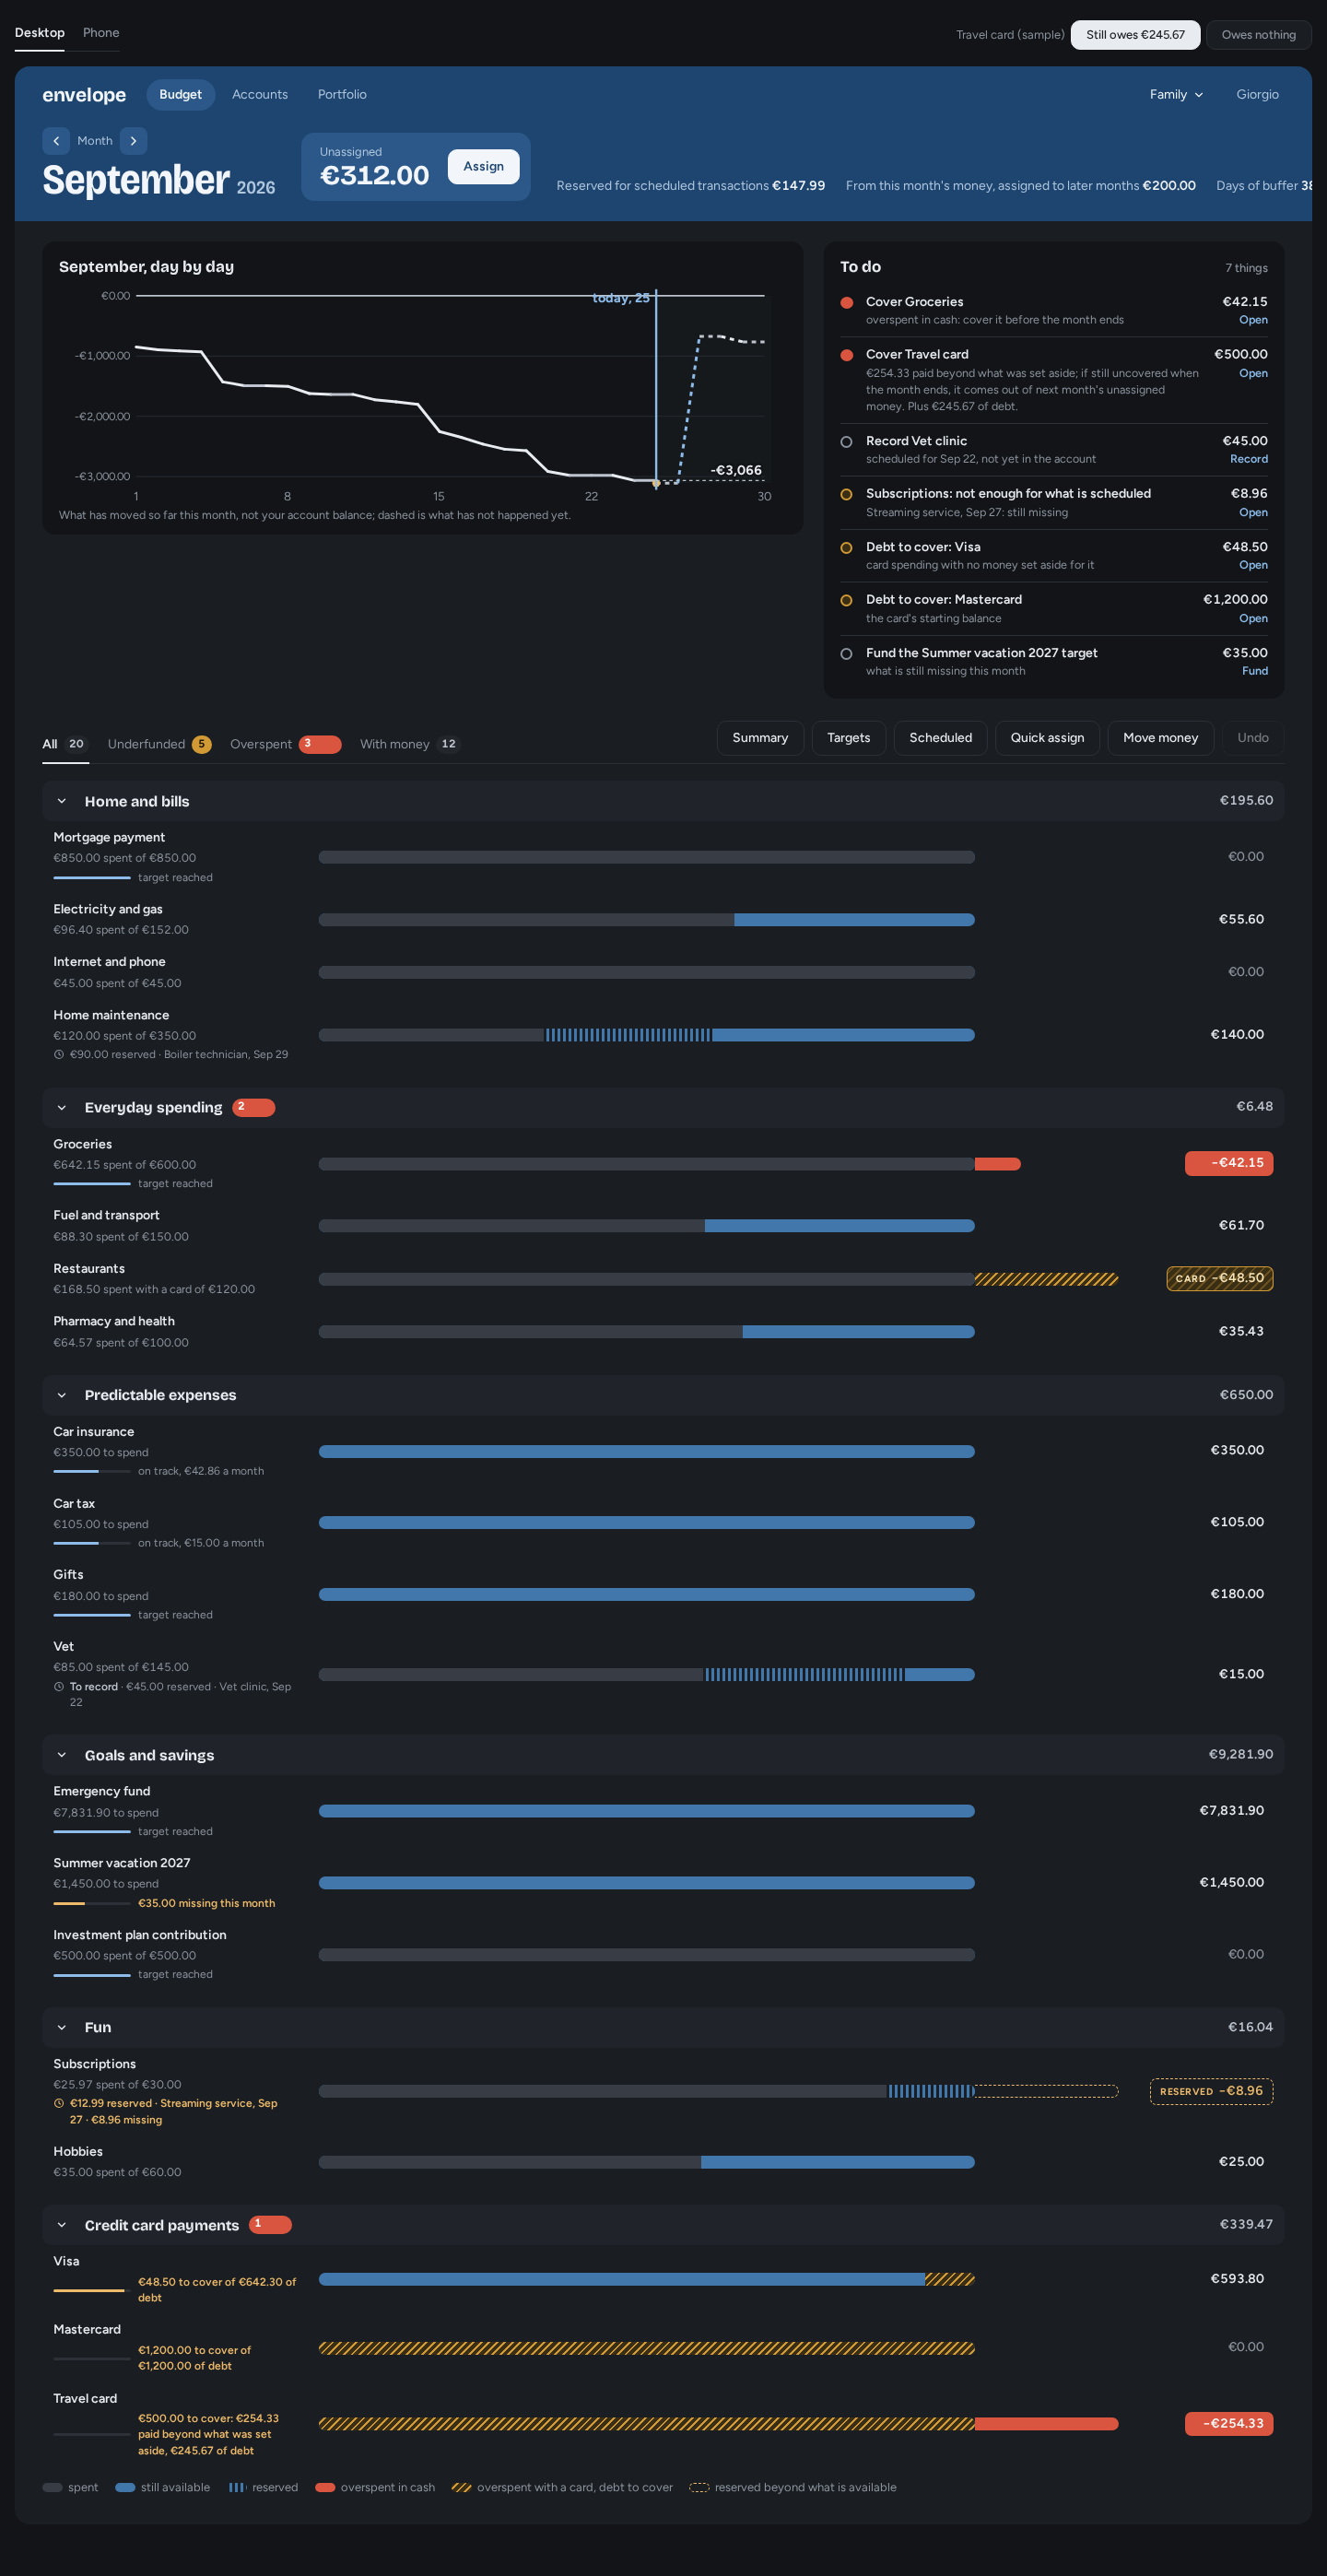 Desktop Phone
Travel card (sample) Still owes €245.67 Owes nothing
envelope Budget Accounts Portfolio Family Giorgio
Month
September 2026
Unassigned
€312.00 Assign
Reserved for scheduled transactions €147.99 From this month's money, assigned to later months €200.00 Days of buffer 38
September, day by day
today, 25
€0.00
-€1,000.00
-€2,000.00
-€3,000.00
-€3,066
1 8 15 22 30
What has moved so far this month, not your account balance; dashed is what has not happened yet.
To do 7 things
Cover Groceries €42.15
overspent in cash: cover it before the month ends Open
Cover Travel card €500.00
€254.33 paid beyond what was set aside; if still uncovered when Open
the month ends, it comes out of next month's unassigned
money. Plus €245.67 of debt.
Record Vet clinic €45.00
scheduled for Sep 22, not yet in the account Record
Subscriptions: not enough for what is scheduled €8.96
Streaming service, Sep 27: still missing Open
Debt to cover: Visa €48.50
card spending with no money set aside for it Open
Debt to cover: Mastercard €1,200.00
the card's starting balance Open
Fund the Summer vacation 2027 target €35.00
what is still missing this month Fund
All 20 Underfunded 5 Overspent 3 With money 12
Summary Targets Scheduled Quick assign Move money Undo
Home and bills €195.60
Mortgage payment
€850.00 spent of €850.00 €0.00
target reached
Electricity and gas
€96.40 spent of €152.00 €55.60
Internet and phone
€45.00 spent of €45.00 €0.00
Home maintenance
€120.00 spent of €350.00 €140.00
€90.00 reserved · Boiler technician, Sep 29
Everyday spending 2 €6.48
Groceries
€642.15 spent of €600.00 -€42.15
target reached
Fuel and transport
€88.30 spent of €150.00 €61.70
Restaurants
€168.50 spent with a card of €120.00 CARD -€48.50
Pharmacy and health
€64.57 spent of €100.00 €35.43
Predictable expenses €650.00
Car insurance
€350.00 to spend €350.00
on track, €42.86 a month
Car tax
€105.00 to spend €105.00
on track, €15.00 a month
Gifts
€180.00 to spend €180.00
target reached
Vet
€85.00 spent of €145.00 €15.00
To record · €45.00 reserved · Vet clinic, Sep
22
Goals and savings €9,281.90
Emergency fund
€7,831.90 to spend €7,831.90
target reached
Summer vacation 2027
€1,450.00 to spend €1,450.00
€35.00 missing this month
Investment plan contribution
€500.00 spent of €500.00 €0.00
target reached
Fun €16.04
Subscriptions
€25.97 spent of €30.00 RESERVED -€8.96
€12.99 reserved · Streaming service, Sep
27 · €8.96 missing
Hobbies
€35.00 spent of €60.00 €25.00
Credit card payments 1 €339.47
Visa
€48.50 to cover of €642.30 of €593.80
debt
Mastercard
€1,200.00 to cover of €0.00
€1,200.00 of debt
Travel card
€500.00 to cover: €254.33 -€254.33
paid beyond what was set
aside, €245.67 of debt
spent still available reserved overspent in cash overspent with a card, debt to cover reserved beyond what is available